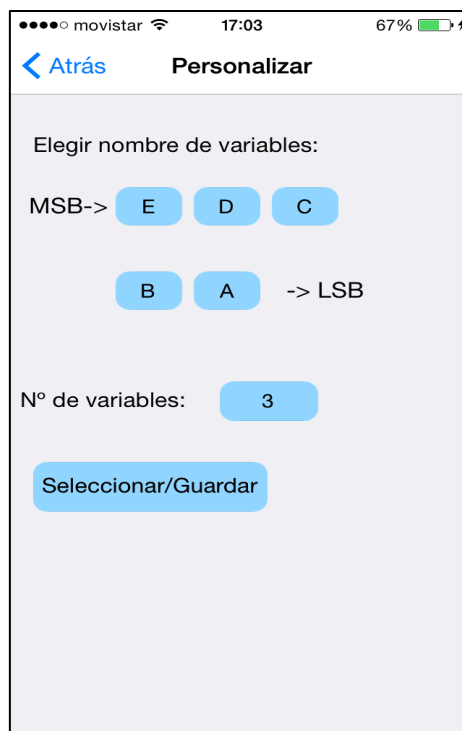 movistar 17:03 67%
Atrás Personalizar
Elegir nombre de variables:
MSB-> E D C
B A -> LSB
Nº de variables: 3
Seleccionar/Guardar